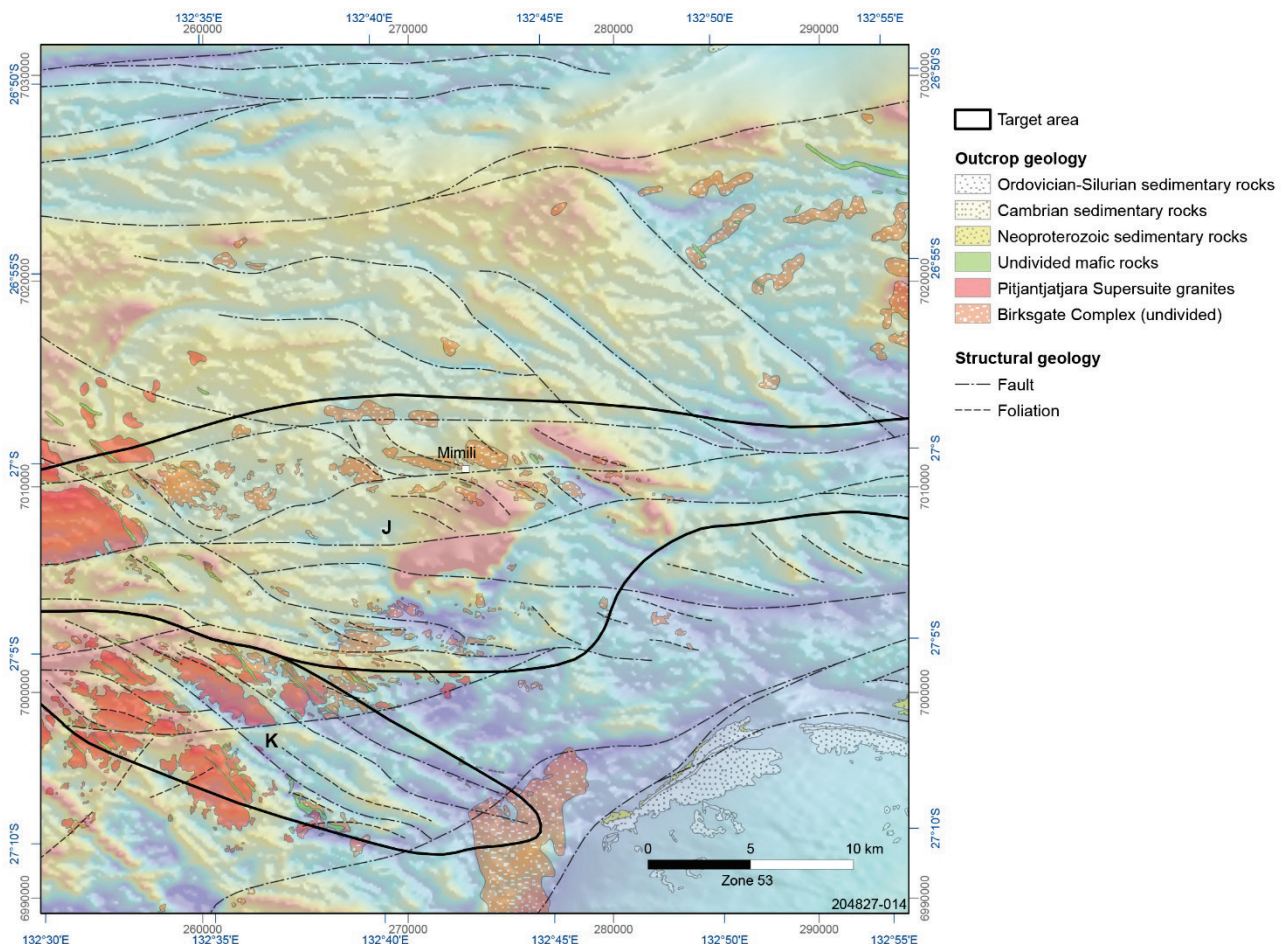 132°35'E 132°40'E 132°45'E 132°50'E 132°55'E
260000 270000 280000 290000
26°50'S
7030000
26°55'S
7020000
27°S
7010000
27°5'S
7000000
27°10'S
6990000
26°50'S
7030000
26°55'S
7020000
27°S
7010000
27°5'S
7000000
27°10'S
6990000
Mimili
J
K
0 5 10 km
Zone 53
204827-014
260000 270000 280000 290000
132°30'E 132°35'E 132°40'E 132°45'E 132°50'E 132°55'E
Target area
Outcrop geology
Ordovician-Silurian sedimentary rocks
Cambrian sedimentary rocks
Neoproterozoic sedimentary rocks
Undivided mafic rocks
Pitjantjatjara Supersuite granites
Birksgate Complex (undivided)
Structural geology
Fault
Foliation